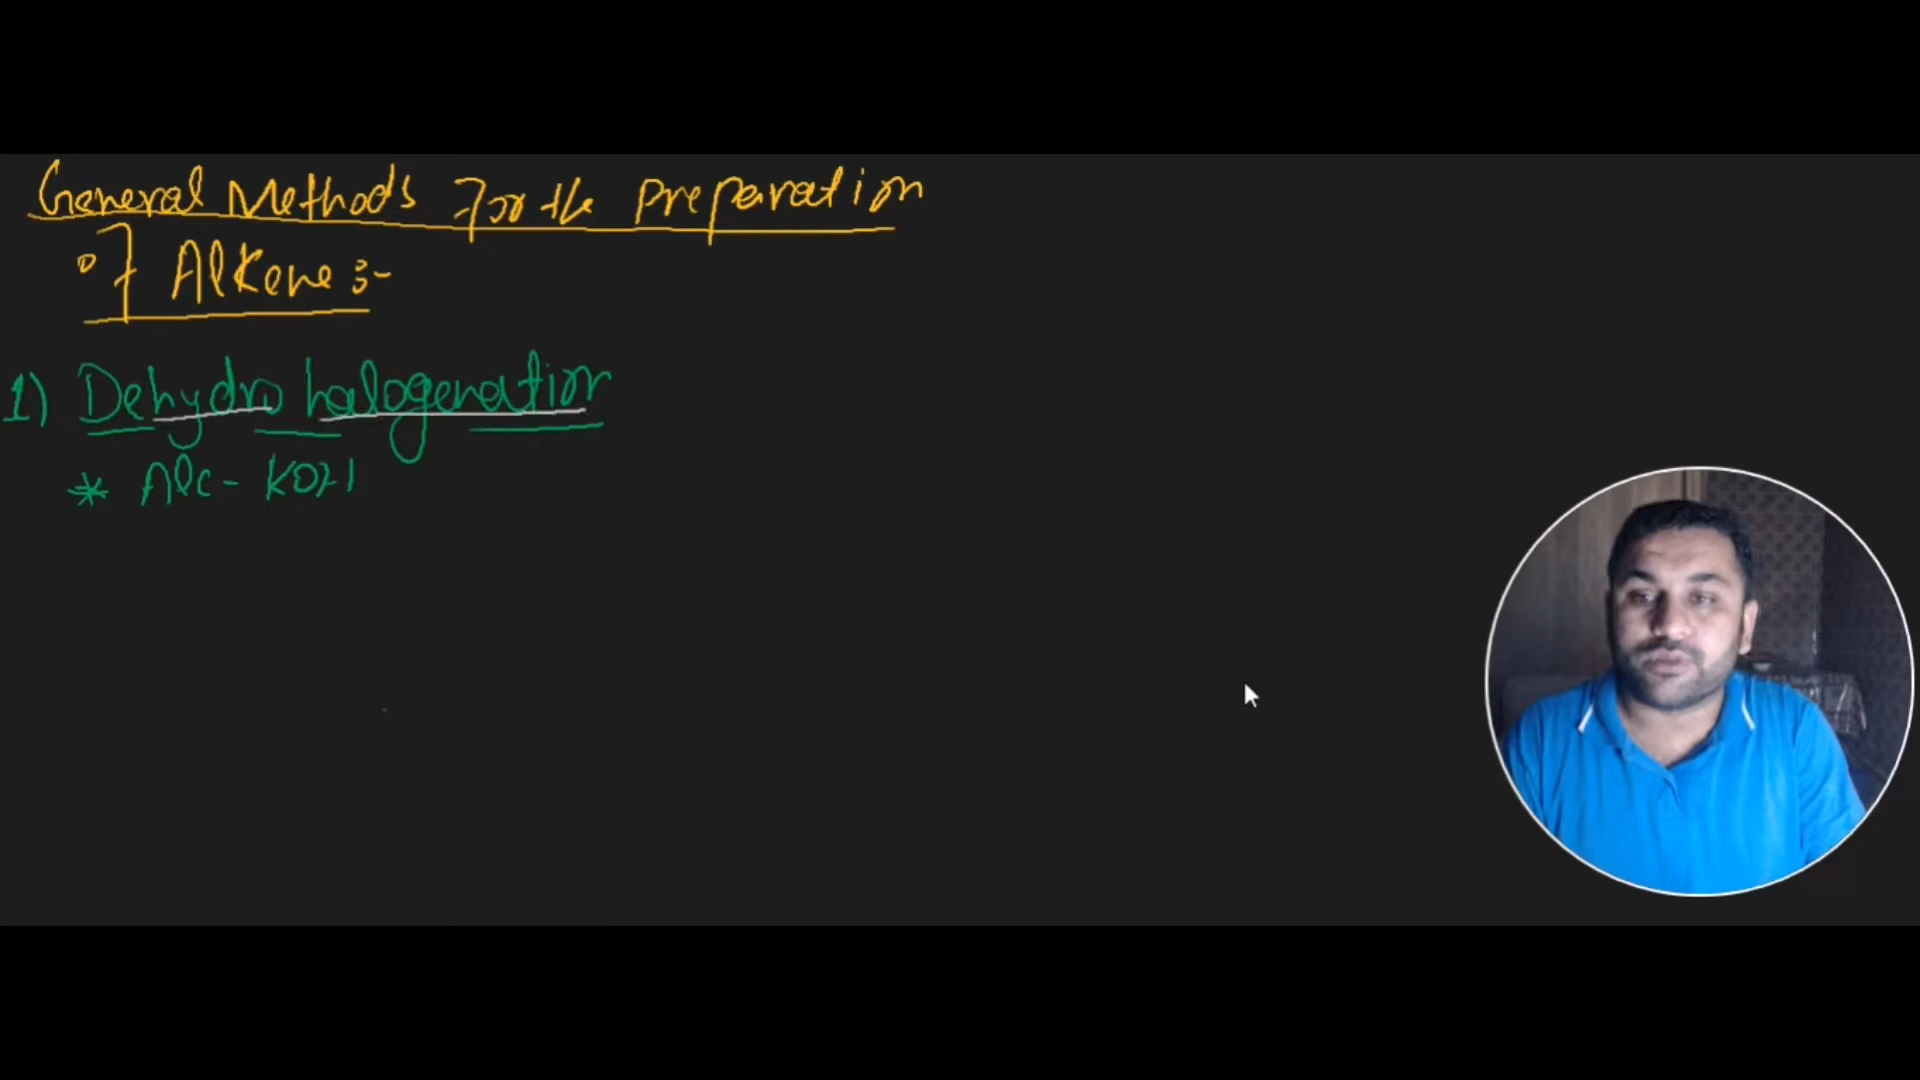 General Methods for the preparation
of Alkene :-
1) Dehydro halogenation
* Alc - KOH